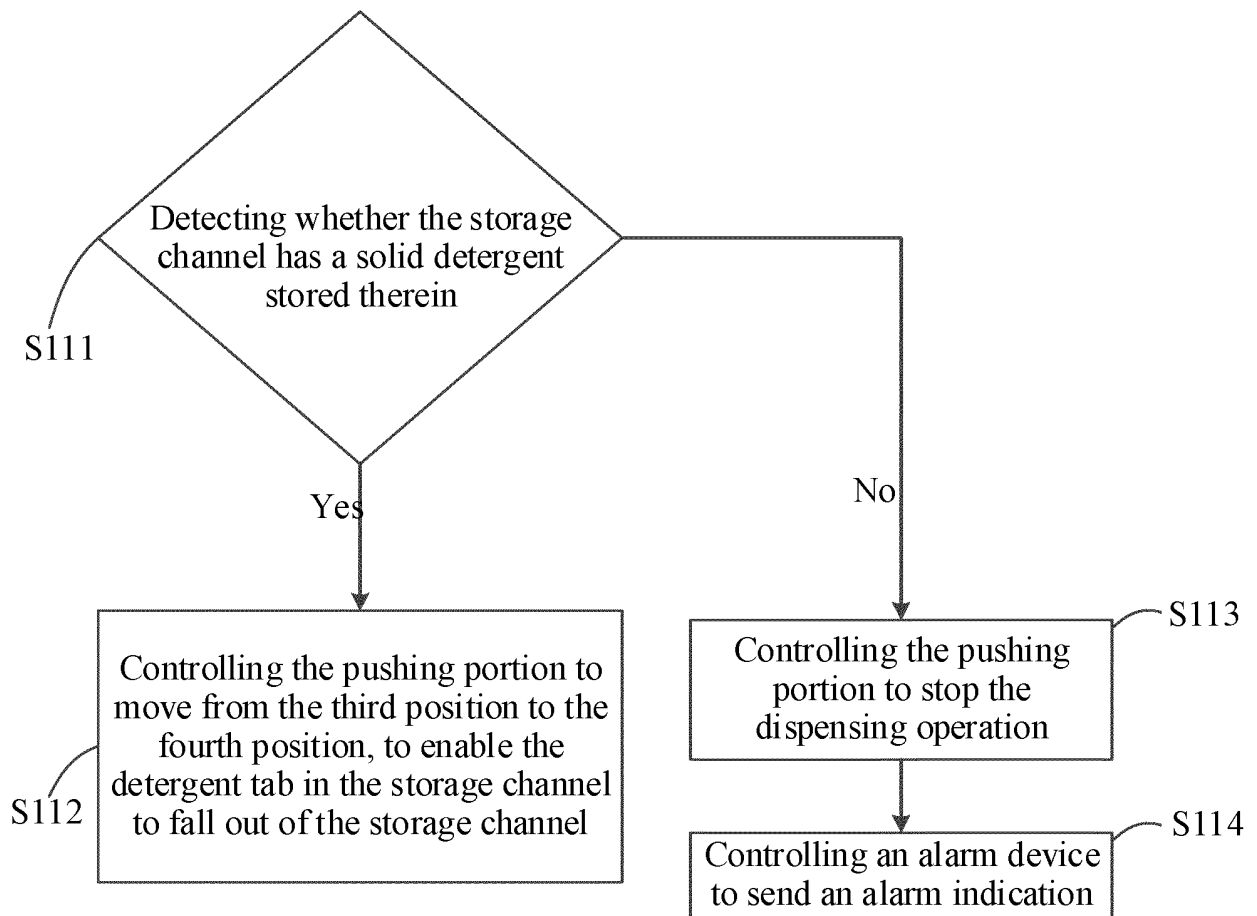 Detecting whether the storage
channel has a solid detergent
stored therein
S111
Yes
No
Controlling the pushing portion to
move from the third position to the
fourth position, to enable the
detergent tab in the storage channel
to fall out of the storage channel
S112
S113
Controlling the pushing
portion to stop the
dispensing operation
S114
Controlling an alarm device
to send an alarm indication